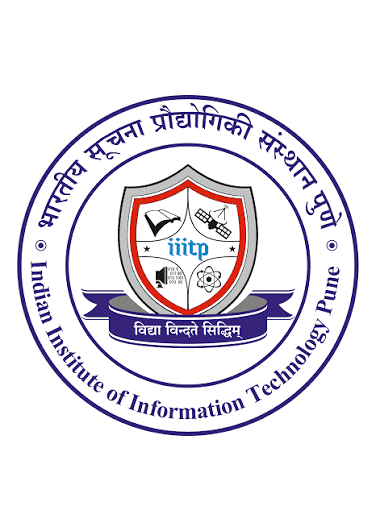 भारतीय सूचना प्रौद्योगिकी संस्थान पुणे
iiitp
विद्या विन्दते सिद्धिम्
Indian Institute of Information Technology Pune